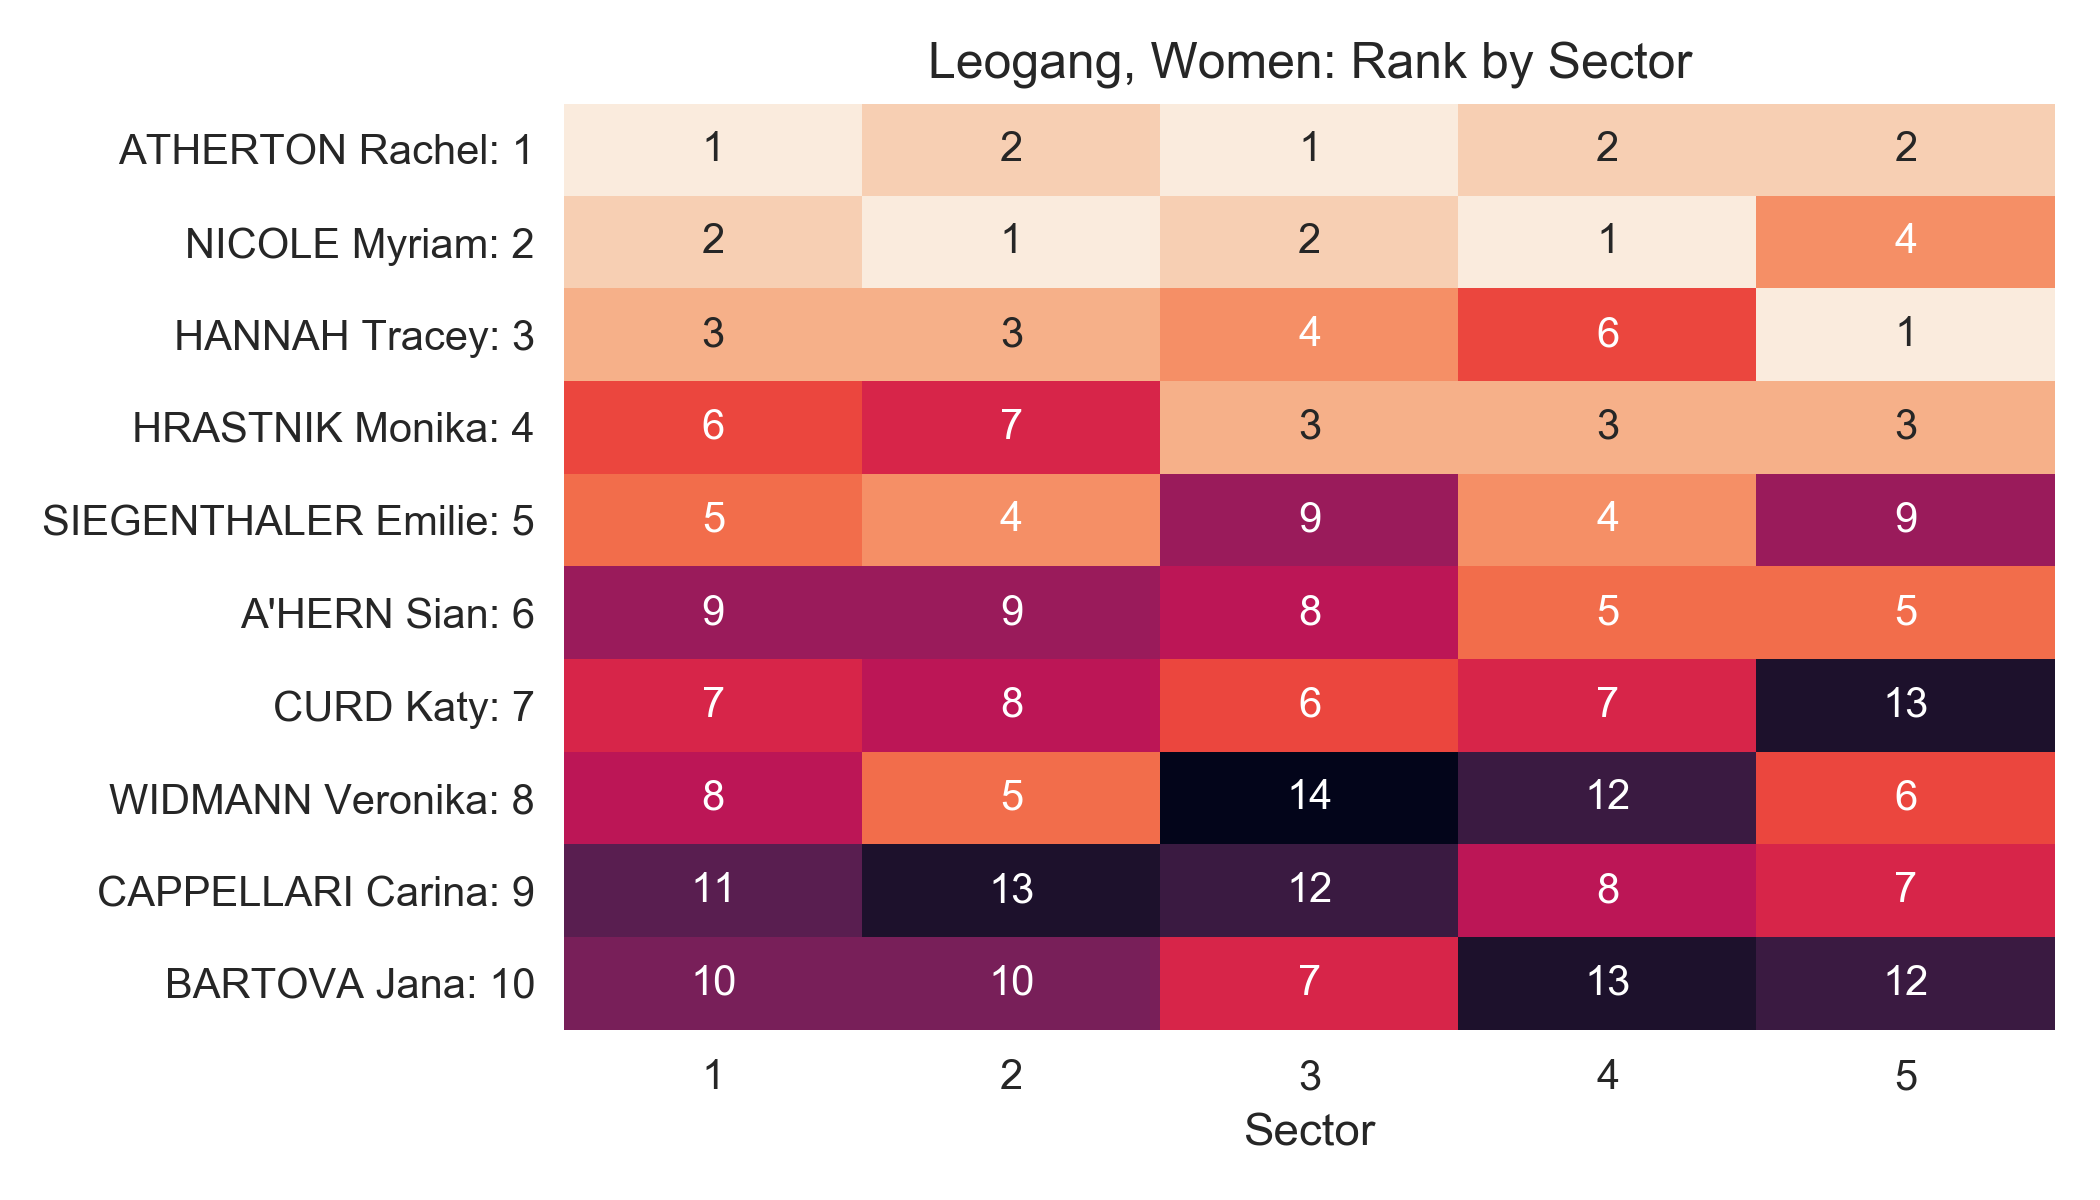 Leogang, Women: Rank by Sector
ATHERTON Rachel: 1 1 2 1 2 2
NICOLE Myriam: 2 2 1 2 1 4
HANNAH Tracey: 3 3 3 4 6 1
HRASTNIK Monika: 4 6 7 3 3 3
SIEGENTHALER Emilie: 5 5 4 9 4 9
A'HERN Sian: 6 9 9 8 5 5
CURD Katy: 7 7 8 6 7 13
WIDMANN Veronika: 8 8 5 14 12 6
CAPPELLARI Carina: 9 11 13 12 8 7
BARTOVA Jana: 10 10 10 7 13 12
1 2 3 4 5
Sector